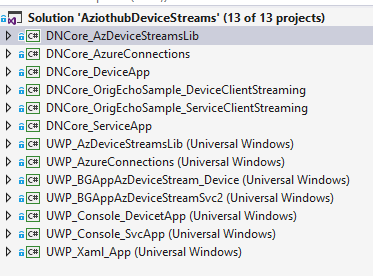 Solution 'AziothubDeviceStreams' (13 of 13 projects)
C# DNCore_AzDeviceStreamsLib
C# DNCore_AzureConnections
C# DNCore_DeviceApp
C# DNCore_OrigEchoSample_DeviceClientStreaming
C# DNCore_OrigEchoSample_ServiceClientStreaming
C# DNCore_ServiceApp
C# UWP_AzDeviceStreamsLib (Universal Windows)
C# UWP_AzureConnections (Universal Windows)
C# UWP_BGAppAzDeviceStream_Device (Universal Windows)
C# UWP_BGAppAzDeviceStreamSvc2 (Universal Windows)
C# UWP_Console_DevicetApp (Universal Windows)
C# UWP_Console_SvcApp (Universal Windows)
C# UWP_Xaml_App (Universal Windows)